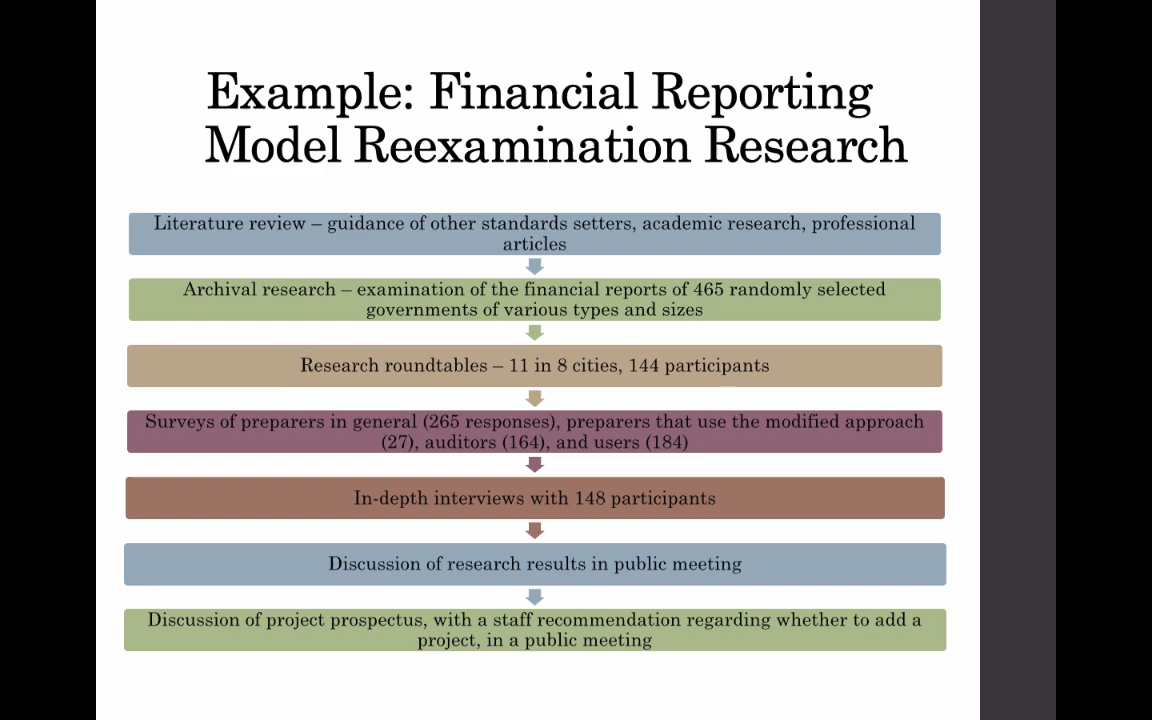 Example: Financial Reporting
Model Reexamination Research
Literature review – guidance of other standards setters, academic research, professional
articles
Archival research – examination of the financial reports of 465 randomly selected
governments of various types and sizes
Research roundtables – 11 in 8 cities, 144 participants
Surveys of preparers in general (265 responses), preparers that use the modified approach
(27), auditors (164), and users (184)
In-depth interviews with 148 participants
Discussion of research results in public meeting
Discussion of project prospectus, with a staff recommendation regarding whether to add a
project, in a public meeting